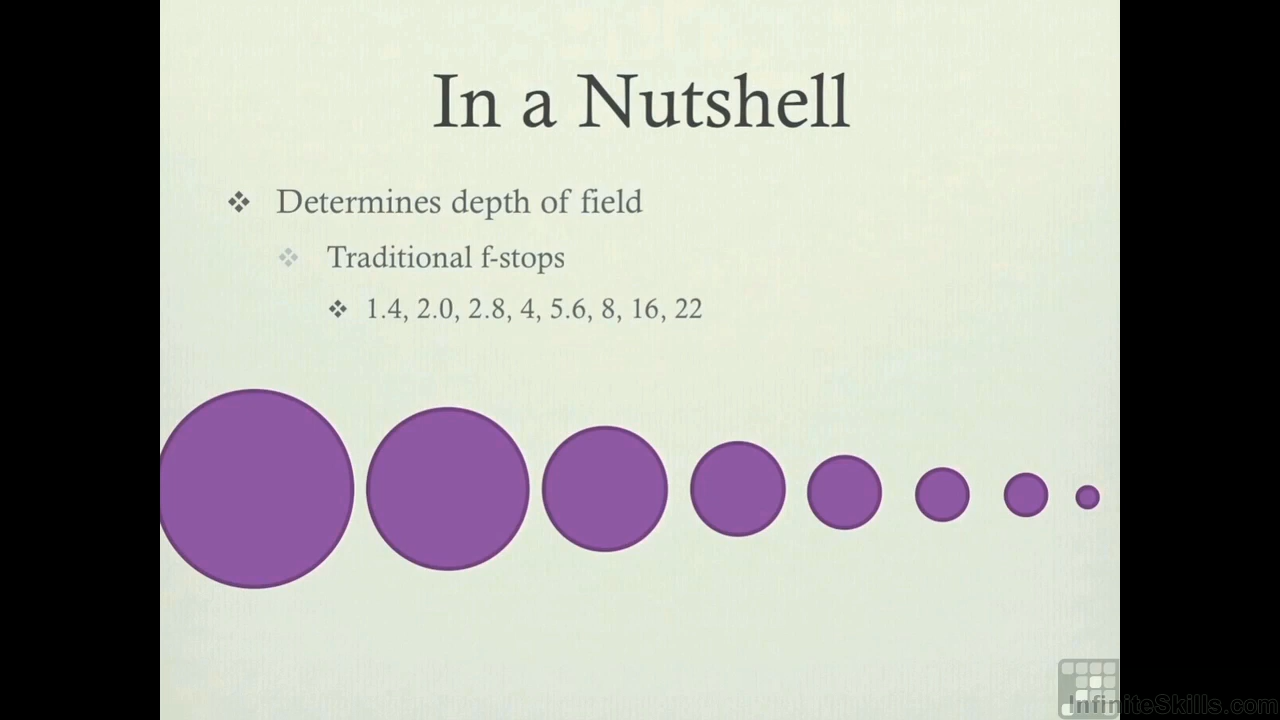 In a Nutshell
Determines depth of field
Traditional f-stops
1.4, 2.0, 2.8, 4, 5.6, 8, 16, 22
InfiniteSkills.com